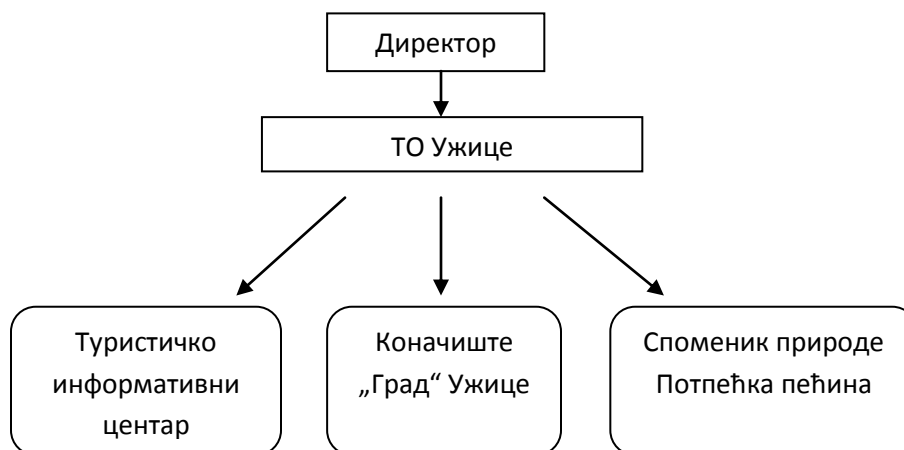 Директор
ТО Ужице
Туристичко
информативни
центар
Коначиште
„Град“ Ужице
Споменик природе
Потпећка пећина